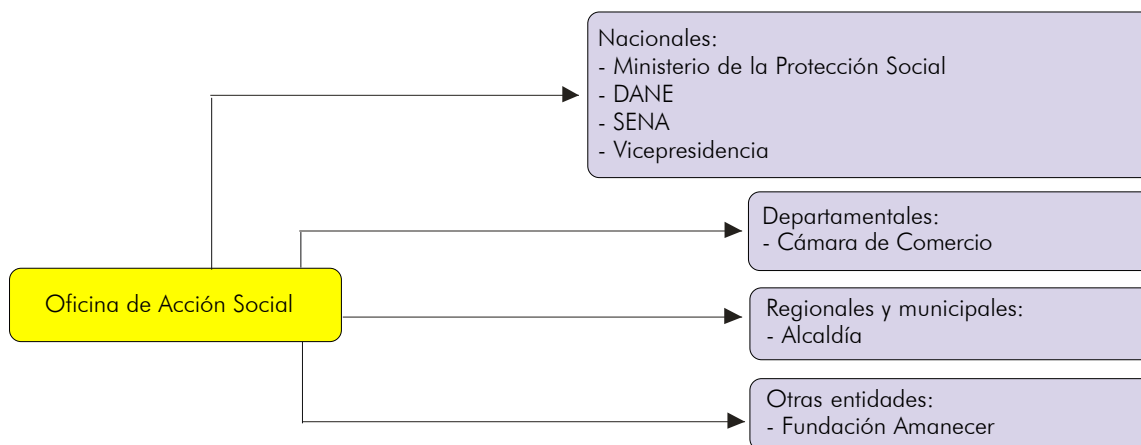 Nacionales:
- Ministerio de la Protección Social
- DANE
- SENA
- Vicepresidencia
Departamentales:
- Cámara de Comercio
Oficina de Acción Social
Regionales y municipales:
- Alcaldía
Otras entidades:
- Fundación Amanecer